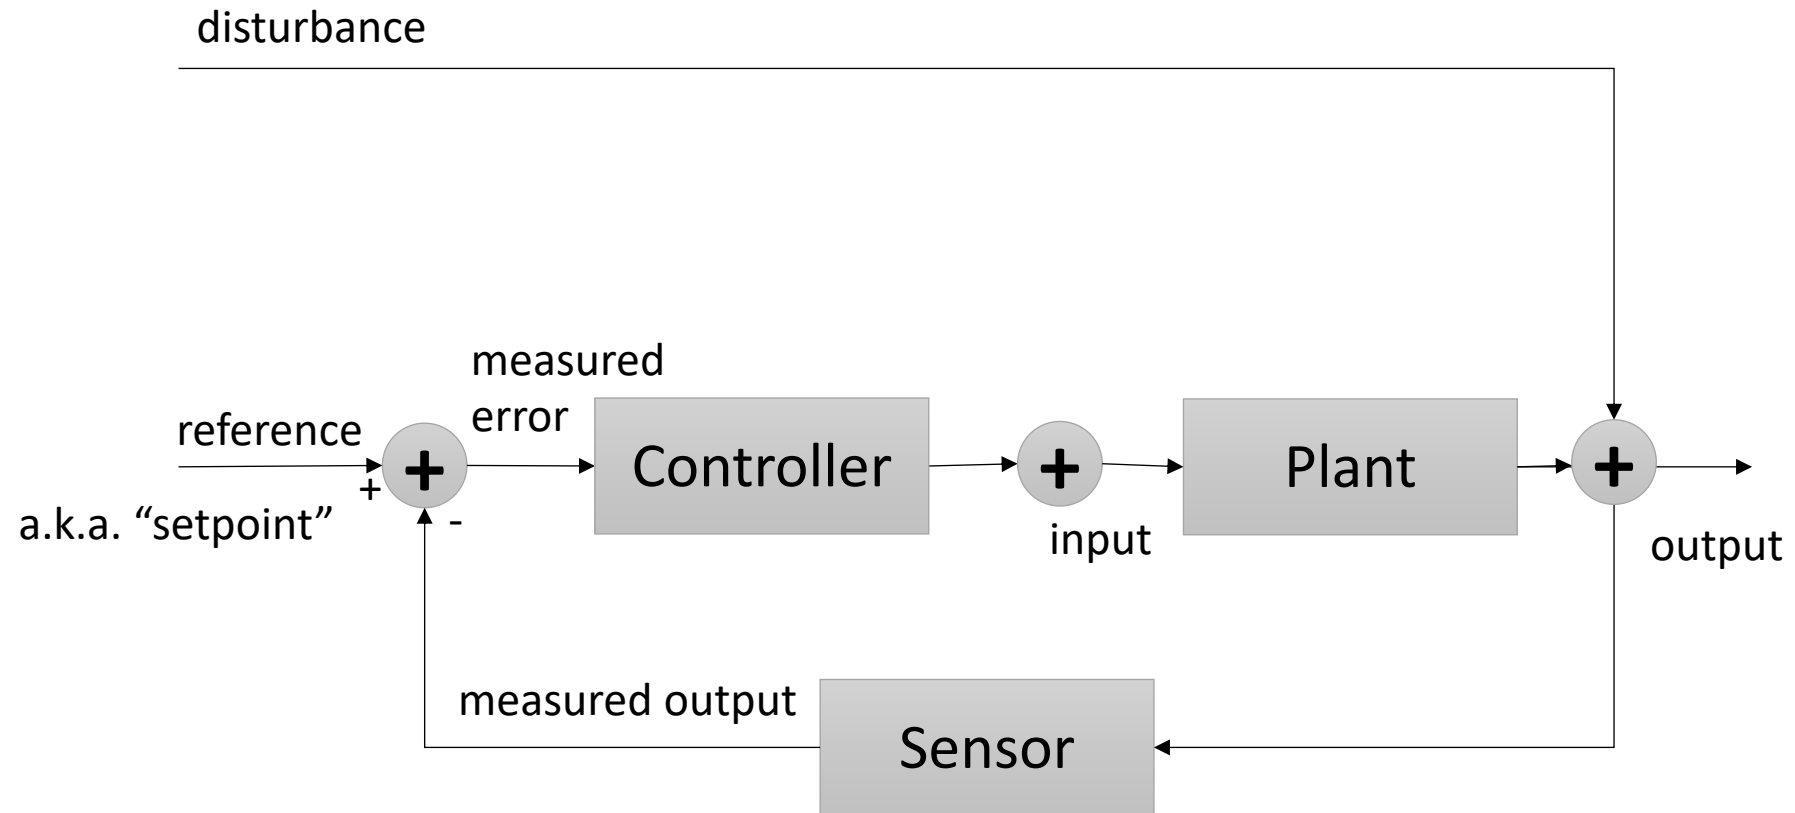 disturbance
measured
error
reference
+
Controller
+
Plant
+
+
-
a.k.a. “setpoint”
input
output
measured output
Sensor